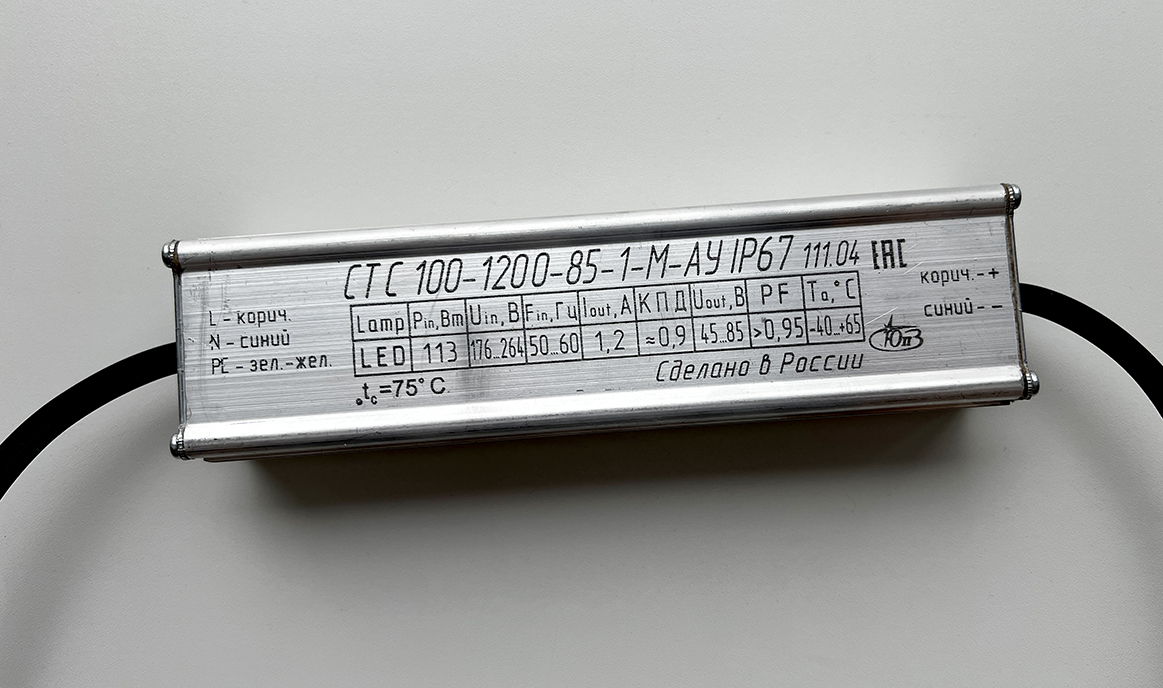 СТС 100-1200-85-1-М-АУ IP67 111.04 EAC
L - корич.
N - синий
PE - зел.-жел.
Lamp Pin,Вт Uin,В Fin,Гц Iout,А КПД Uout,В PF Ta,°C
LED 113 176...264 50...60 1,2 ≈0,9 45...85 >0,95 -40...+65
.tc=75° C.
Сделано в России
корич.-+
синий--
ЮпЗ